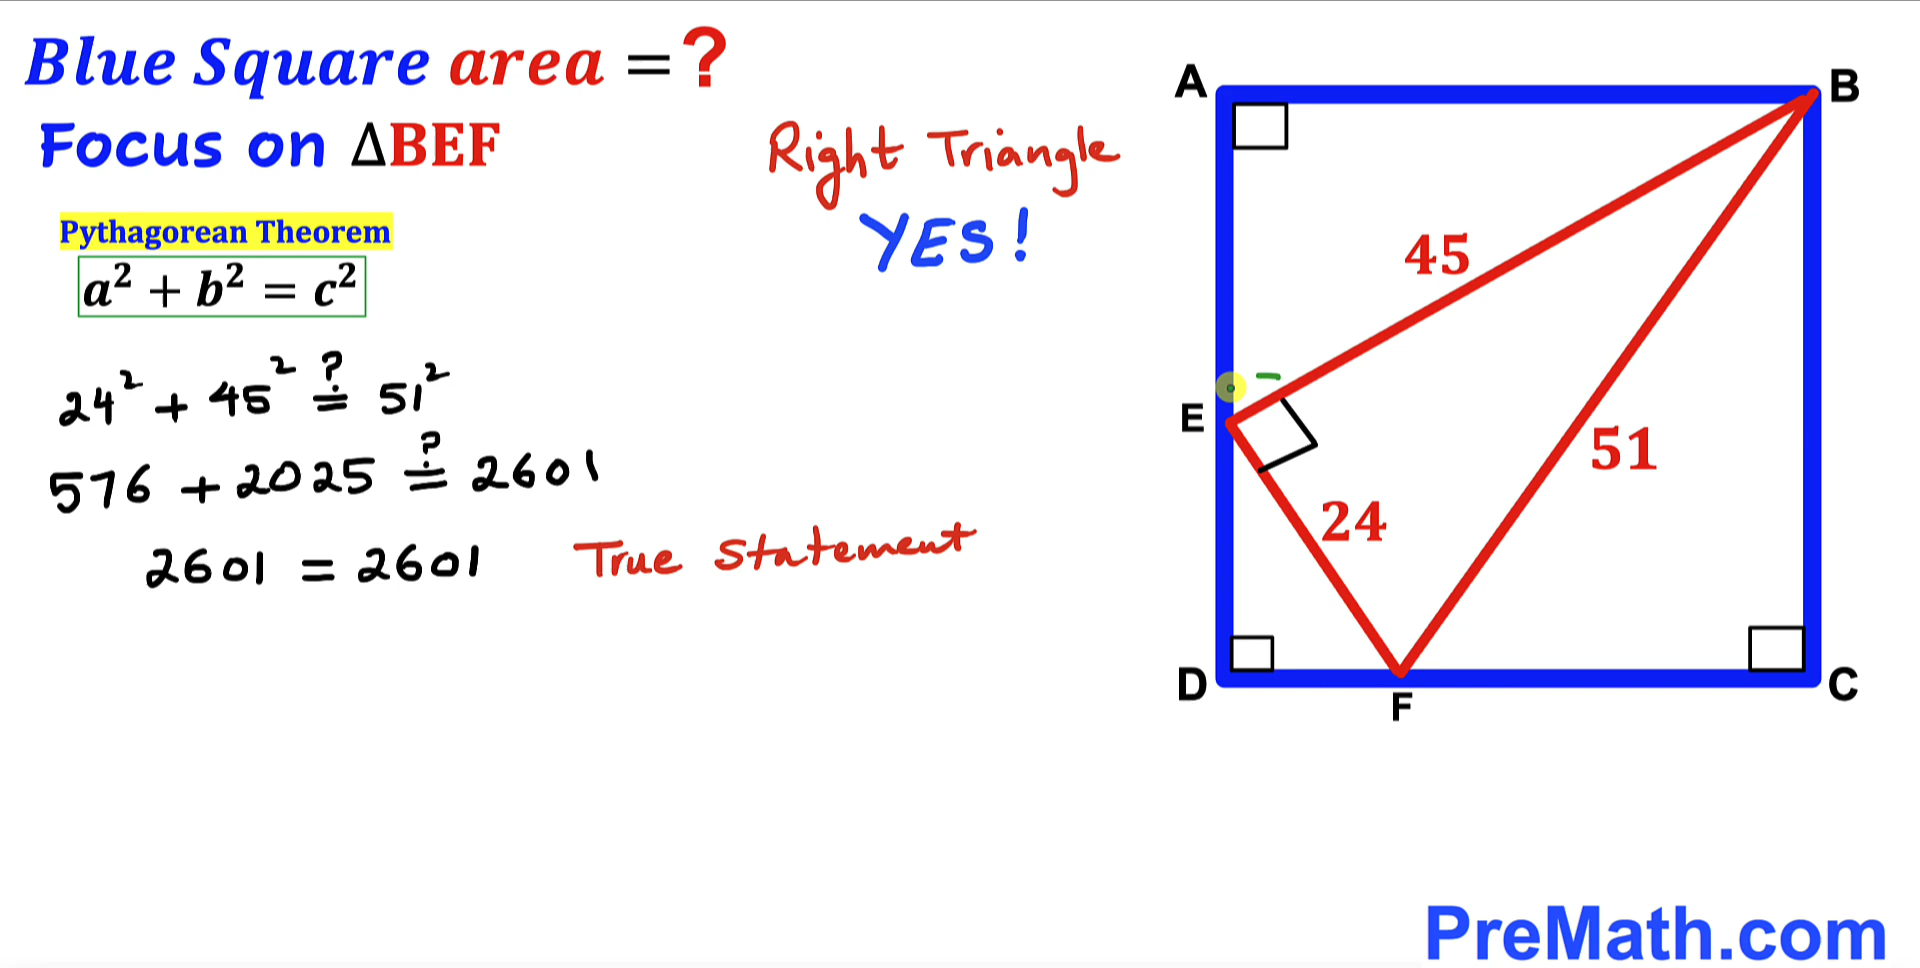 Blue Square area = ?
Focus on ΔBEF
Right Triangle
YES!
Pythagorean Theorem
a² + b² = c²
24² + 45² ≟ 51²
576 + 2025 ≟ 2601
2601 = 2601 True Statement
A
B
45
E
51
24
D
C
F
PreMath.com